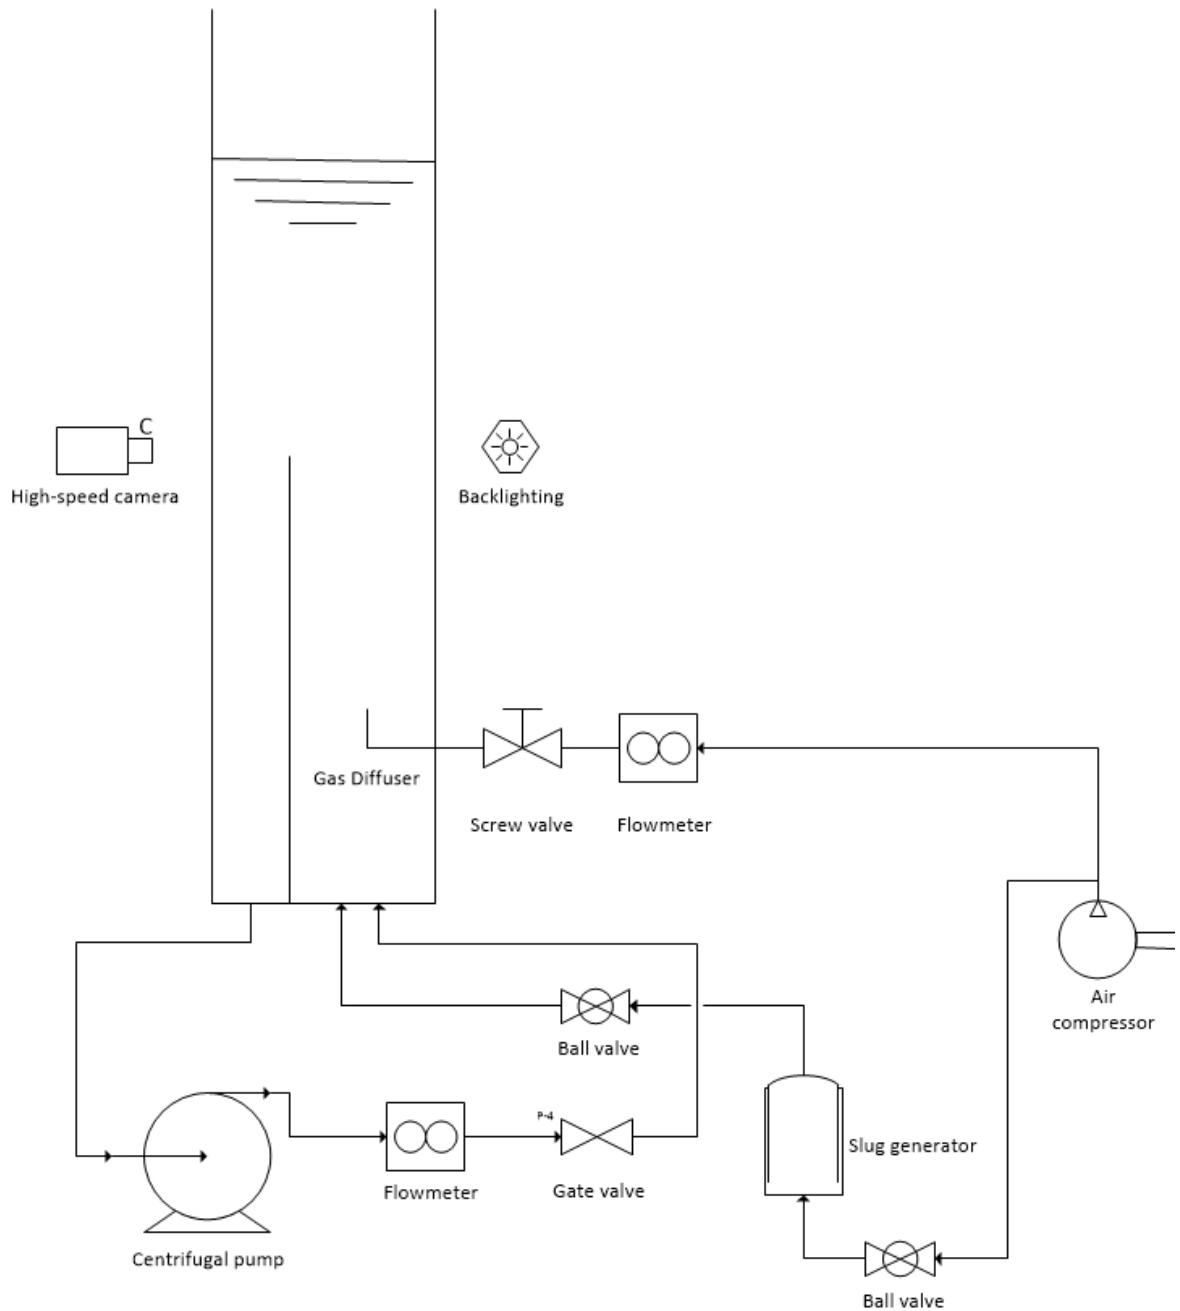 C
High-speed camera
Backlighting
Gas Diffuser
Screw valve
Flowmeter
Air
compressor
Ball valve
P-4
Slug generator
Flowmeter
Gate valve
Centrifugal pump
Ball valve